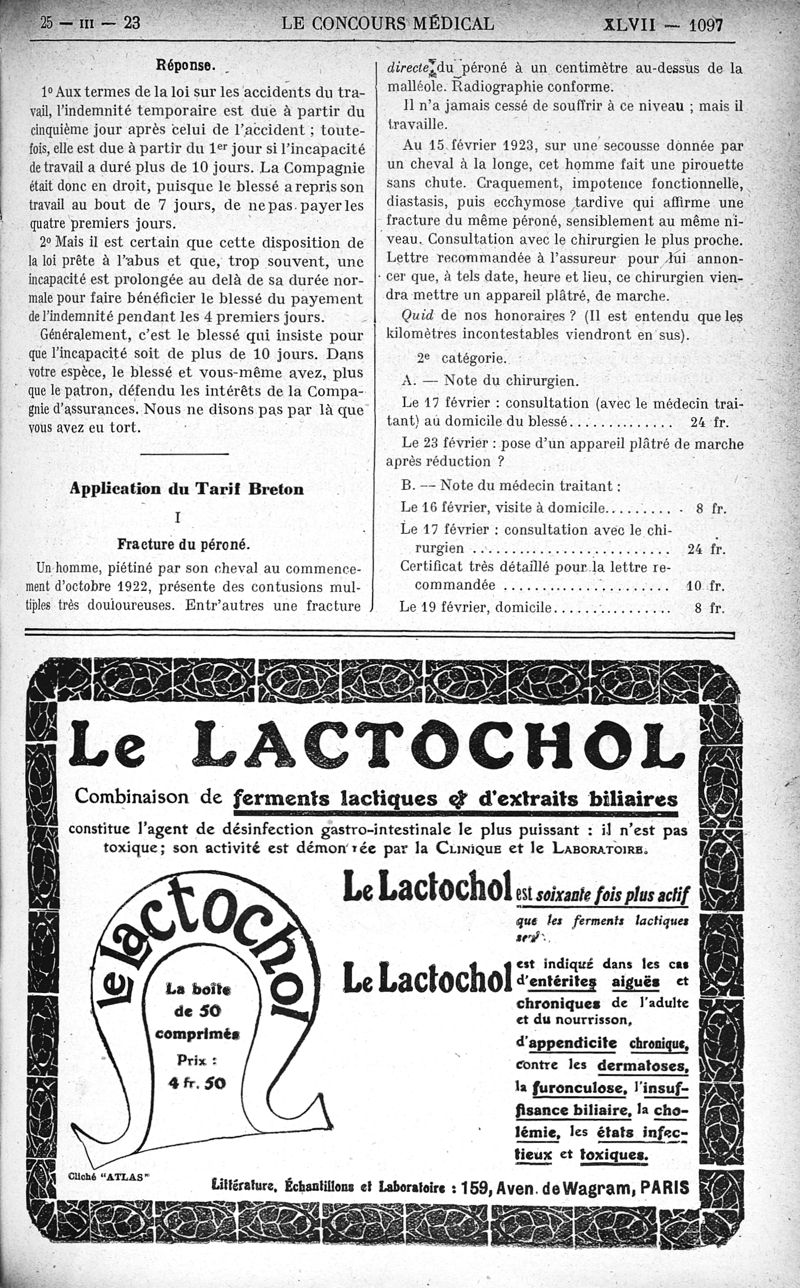 25 — III — 23
LE CONCOURS MÉDICAL
XLVII — 1097
Réponse.
1º Aux termes de la loi sur les accidents du tra-
vail, l'indemnité temporaire est due à partir du
cinquième jour après celui de l'accident ; toute-
fois, elle est due à partir du 1er jour si l'incapacité
de travail a duré plus de 10 jours. La Compagnie
était donc en droit, puisque le blessé a repris son
travail au bout de 7 jours, de ne pas payer les
quatre premiers jours.
2º Mais il est certain que cette disposition de
la loi prête à l'abus et que, trop souvent, une
incapacité est prolongée au delà de sa durée nor-
male pour faire bénéficier le blessé du payement
de l'indemnité pendant les 4 premiers jours.
Généralement, c'est le blessé qui insiste pour
que l'incapacité soit de plus de 10 jours. Dans
votre espèce, le blessé et vous-même avez, plus
que le patron, défendu les intérêts de la Compa-
gnie d'assurances. Nous ne disons pas par là que
vous avez eu tort.
Application du Tarif Breton
I
Fracture du péroné.
Un homme, piétiné par son cheval au commence-
ment d'octobre 1922, présente des contusions mul-
tiples très douloureuses. Entr'autres une fracture
directe du péroné à un centimètre au-dessus de la
malléole. Radiographie conforme.
Il n'a jamais cessé de souffrir à ce niveau ; mais il
travaille.
Au 15 février 1923, sur une secousse donnée par
un cheval à la longe, cet homme fait une pirouette
sans chute. Craquement, impotence fonctionnelle,
diastasis, puis ecchymose tardive qui affirme une
fracture du même péroné, sensiblement au même ni-
veau. Consultation avec le chirurgien le plus proche.
Lettre recommandée à l'assureur pour lui annon-
cer que, à tels date, heure et lieu, ce chirurgien vien-
dra mettre un appareil plâtré, de marche.
Quid de nos honoraires ? (Il est entendu que les
kilomètres incontestables viendront en sus).
2e catégorie.
A. — Note du chirurgien.
Le 17 février : consultation (avec le médecin trai-
tant) au domicile du blessé.............. 24 fr.
Le 23 février : pose d'un appareil plâtré de marche
après réduction ?
B. — Note du médecin traitant :
Le 16 février, visite à domicile......... 8 fr.
Le 17 février : consultation avec le chi-
rurgien ......................... 24 fr.
Certificat très détaillé pour la lettre re-
commandée ..................... 10 fr.
Le 19 février, domicile............... 8 fr.
Le LACTOCHOL
Combinaison de ferments lactiques & d'extraits biliaires
constitue l'agent de désinfection gastro-intestinale le plus puissant : il n'est pas
toxique ; son activité est démontrée par la CLINIQUE et le LABORATOIRE.
le lactochol
La boîte
de 50
comprimés
Prix :
4 fr. 50
Le Lactochol est soixante fois plus actif
que les ferments lactiques
Le Lactochol est indiqué dans les cas
d'entérites aiguës et
chroniques de l'adulte
et du nourrisson,
d'appendicite chronique,
contre les dermatoses,
la furonculose, l'insuf-
fisance biliaire, la cho-
lémie, les états infec-
tieux et toxiques.
Cliché "ATLAS"
Littérature, Échantillons et Laboratoire : 159, Aven. de Wagram, PARIS